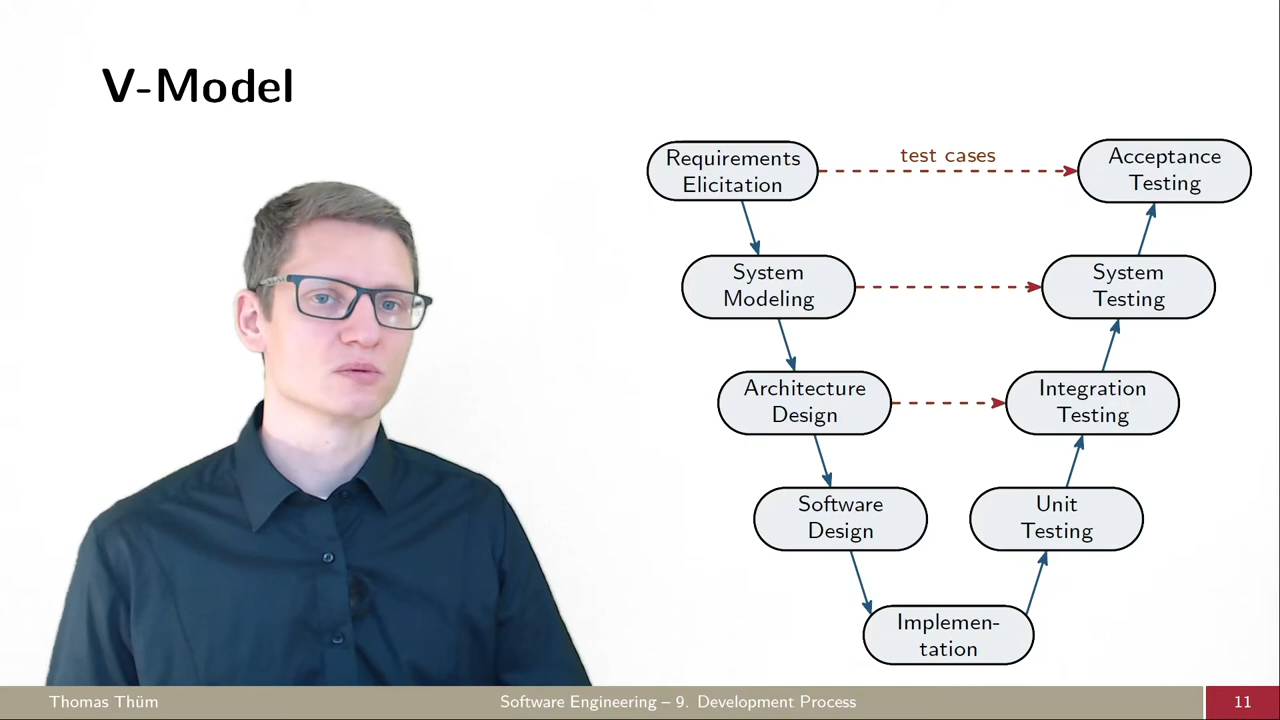 V-Model
Requirements
Elicitation
test cases
Acceptance
Testing
System
Modeling
System
Testing
Architecture
Design
Integration
Testing
Software
Design
Unit
Testing
Implemen-
tation
Thomas Thüm
Software Engineering – 9. Development Process
11